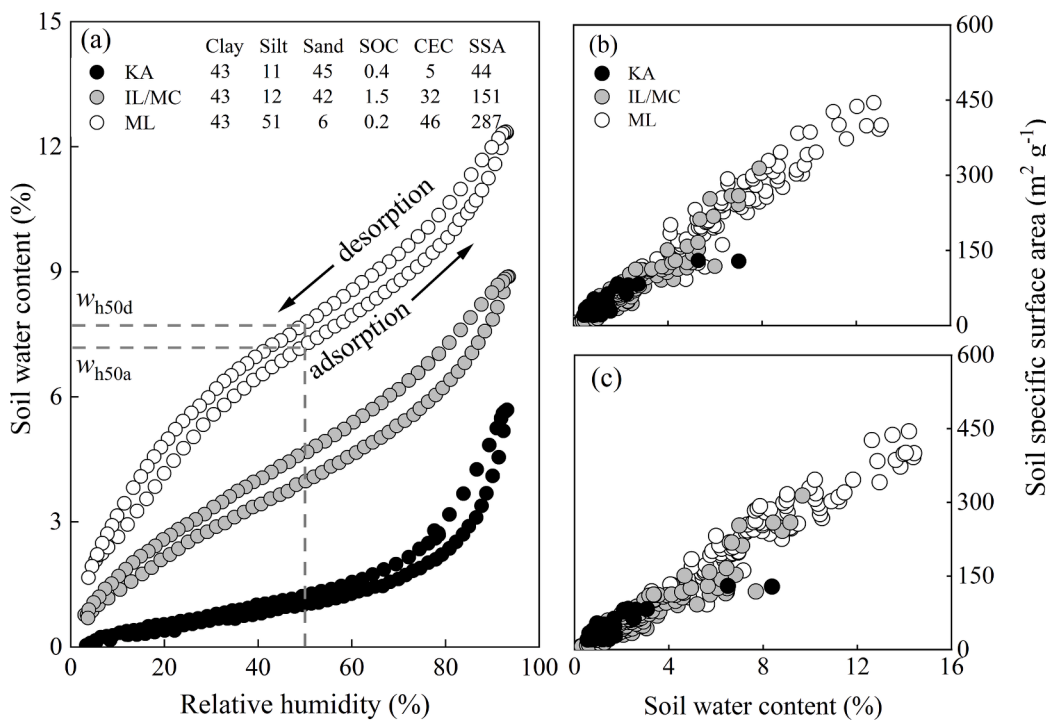 (a)
Clay Silt Sand SOC CEC SSA
KA 43 11 45 0.4 5 44
IL/MC 43 12 42 1.5 32 151
ML 43 51 6 0.2 46 287
desorption
adsorption
wh50d
wh50a
15
12
9
6
3
0
Soil water content (%)
0 20 40 60 80 100
Relative humidity (%)
(b)
KA
IL/MC
ML
600
450
300
150
0
(c)
600
450
300
150
0
Soil specific surface area (m² g⁻¹)
0 4 8 12 16
Soil water content (%)